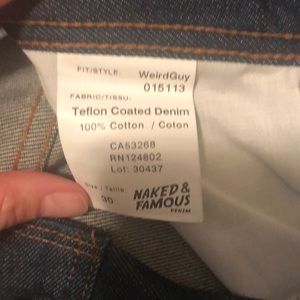 FIT/STYLE: WeirdGuy
015113
FABRIC/TISSU:
Teflon Coated Denim
100% Cotton / Coton
CA53268
RN124802
Lot: 30437
Size / Taille:
30
NAKED &
FAMOUS
DENIM